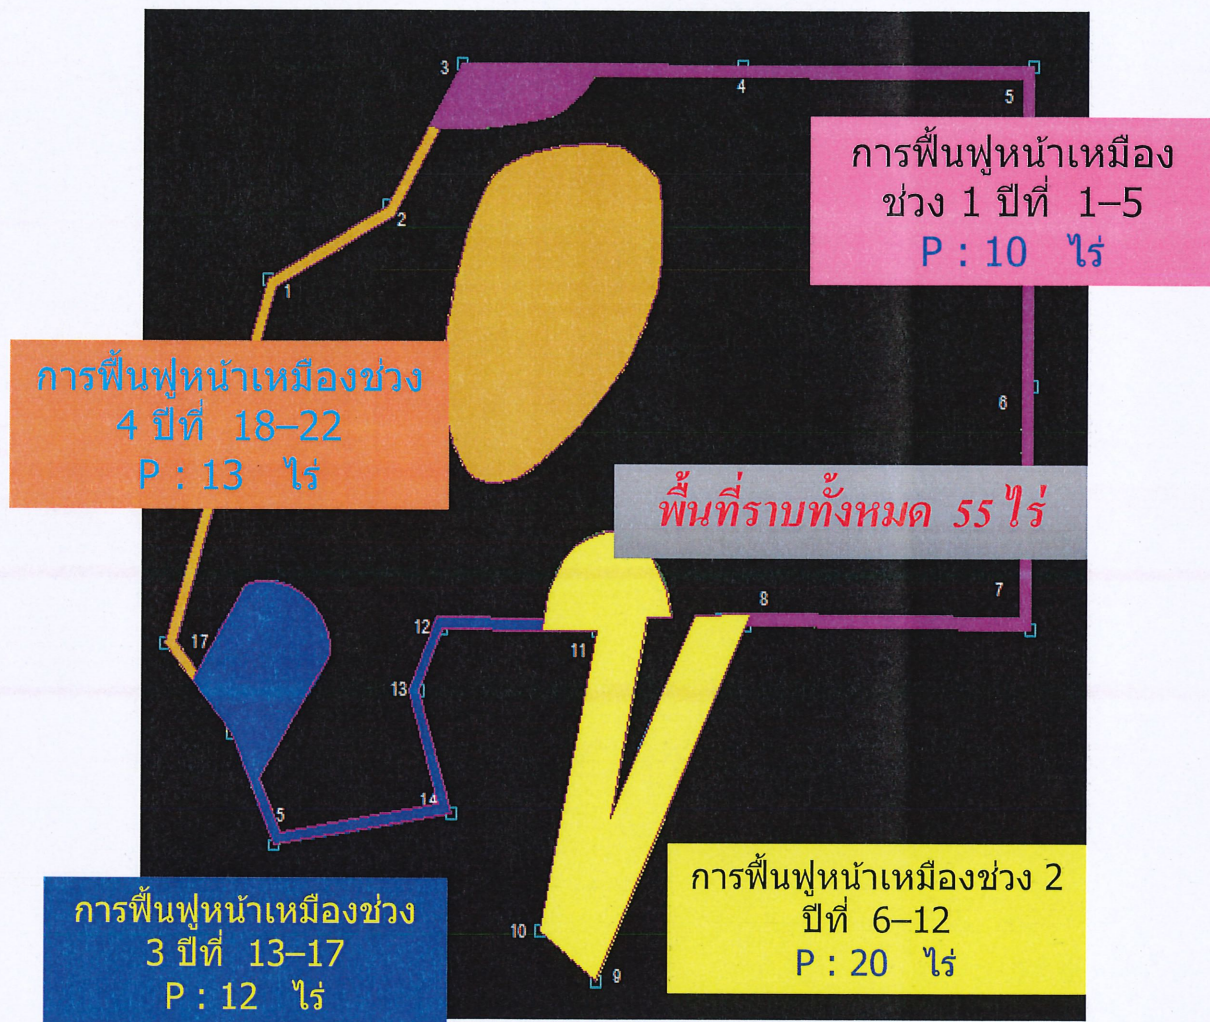 3
4
5
การฟื้นฟูหน้าเหมือง
ช่วง 1 ปีที่ 1–5
P : 10 ไร่
2
1
การฟื้นฟูหน้าเหมืองช่วง
4 ปีที่ 18–22
P : 13 ไร่
6
พื้นที่ราบทั้งหมด 55 ไร่
7
8
12
17
11
13
14
5
การฟื้นฟูหน้าเหมืองช่วง 2
ปีที่ 6–12
P : 20 ไร่
การฟื้นฟูหน้าเหมืองช่วง
3 ปีที่ 13–17
P : 12 ไร่
10
9